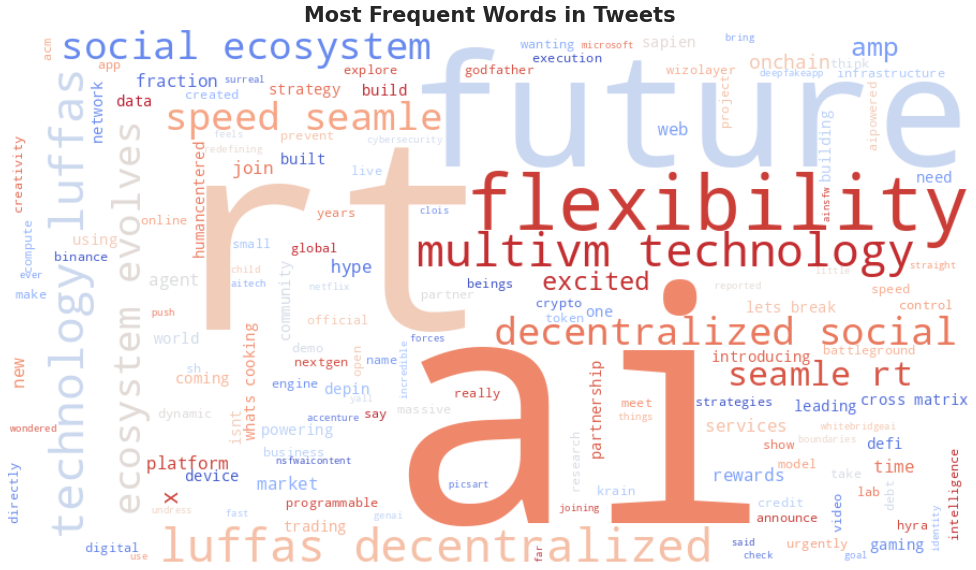 Most Frequent Words in Tweets
acm
social ecosystem
wanting
microsoft
sapien
bring
amp
app
fraction
surreal
explore
godfather
execution
wizolayer
onchain
think
deepfakeapp
infrastructure
data
created
strategy
build
future
network
speed seamle
project
aipowered
feels
prevent
cybersecurity
web
building
redefining
creativity
technology luffas
ecosystem evolves
humancentered
join
built
live
rt
flexibility
need
ainsfw
online
years
clois
compute
using
small
global
multivm technology
binance
ever
agent
child
aitech
hype
netflix
community
partner
beings
excited
reported
little
straight
make
push
official
crypto
token
one
lets break
speed
control
world
demo
forces
decentralized social
new
sh
coming
whats cooking
nextgen
open
name
incredible
ai
introducing
battleground
engine
depin
yall
really
partnership
seamle rt
dynamic
accenture
say
massive
meet
things
strategies
leading
cross matrix
wondered
isnt
powering
services
whitebridgeai
boundaries
business
research
show
defi
platform
nsfwaicontent
model
take
time
directly
x
device
market
picsart
krain
rewards
debt
lab
intelligence
undress
fast
programmable
genai
joining
credit
announce
video
hyra
identity
trading
digital
use
luffas decentralized
far
said
check
urgently
goal
gaming